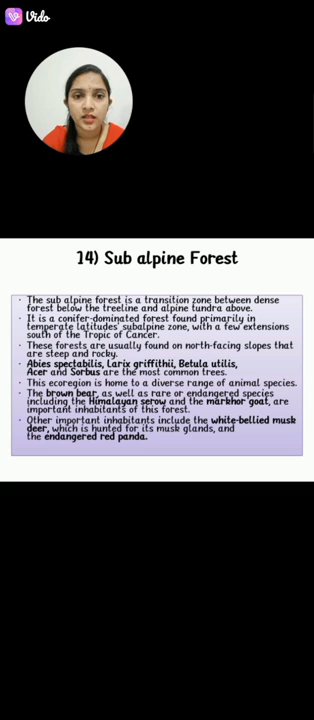 Vido
14) Sub alpine Forest
• The sub alpine forest is a transition zone between dense
forest below the treeline and alpine tundra above.
• It is a conifer-dominated forest found primarily in
temperate latitudes' subalpine zone, with a few extensions
south of the Tropic of Cancer.
• These forests are usually found on north-facing slopes that
are steep and rocky.
• Abies spectabilis, Larix griffithii, Betula utilis,
Acer and Sorbus are the most common trees.
• This ecoregion is home to a diverse range of animal species.
• The brown bear, as well as rare or endangered species
including the Himalayan serow and the markhor goat, are
important inhabitants of this forest.
• Other important inhabitants include the white-bellied musk
deer, which is hunted for its musk glands, and
the endangered red panda.